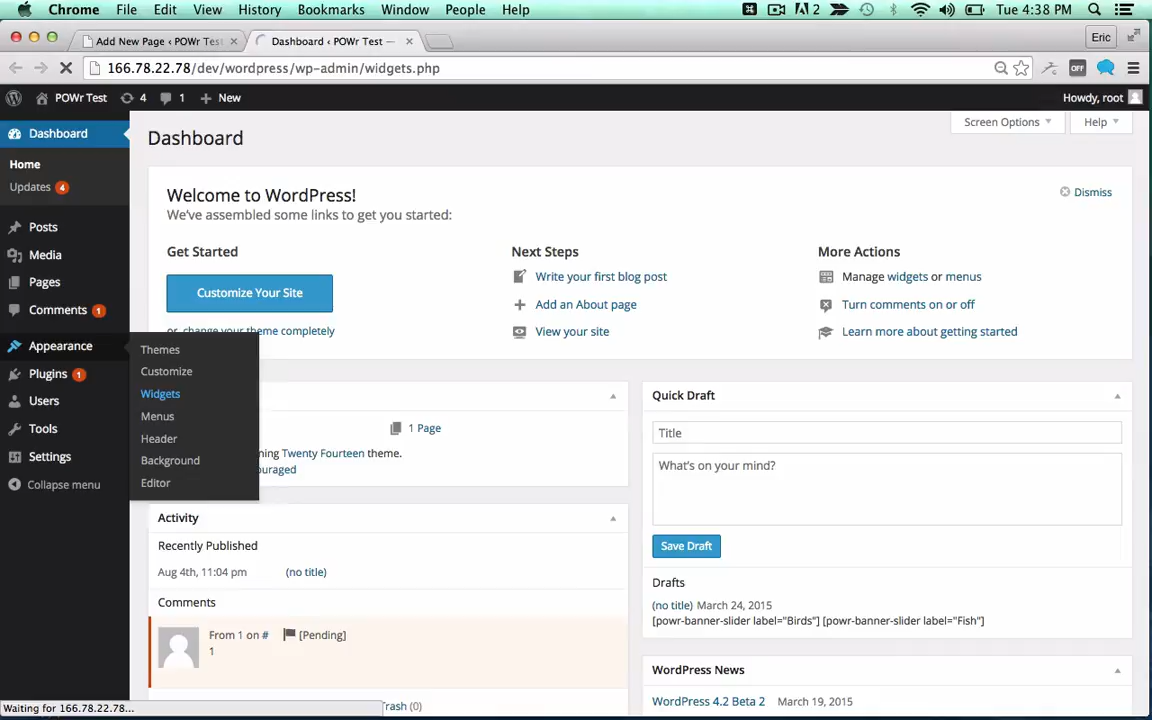 Chrome File Edit View History Bookmarks Window People Help 2 Tue 4:38 PM
Add New Page ‹ POWr Test Dashboard ‹ POWr Test — Eric
166.78.22.78/dev/wordpress/wp-admin/widgets.php OFF
POWr Test 4 1 New Howdy, root
Dashboard
Home
Updates 4
Posts
Media
Pages
Comments 1
Appearance
Plugins 1
Users
Tools
Settings
Collapse menu
Themes
Customize
Widgets
Menus
Header
Background
Editor
Dashboard
Screen Options Help
Welcome to WordPress!
We've assembled some links to get you started:
Dismiss
Get Started
Customize Your Site
or, change your theme completely
Next Steps
Write your first blog post
Add an About page
View your site
More Actions
Manage widgets or menus
Turn comments on or off
Learn more about getting started
1 Page
ning Twenty Fourteen theme.
ouraged
Activity
Recently Published
Aug 4th, 11:04 pm (no title)
Comments
From 1 on # [Pending]
1
Trash (0)
Quick Draft
Title
What's on your mind?
Save Draft
Drafts
(no title) March 24, 2015
[powr-banner-slider label="Birds"] [powr-banner-slider label="Fish"]
WordPress News
WordPress 4.2 Beta 2 March 19, 2015
Waiting for 166.78.22.78...